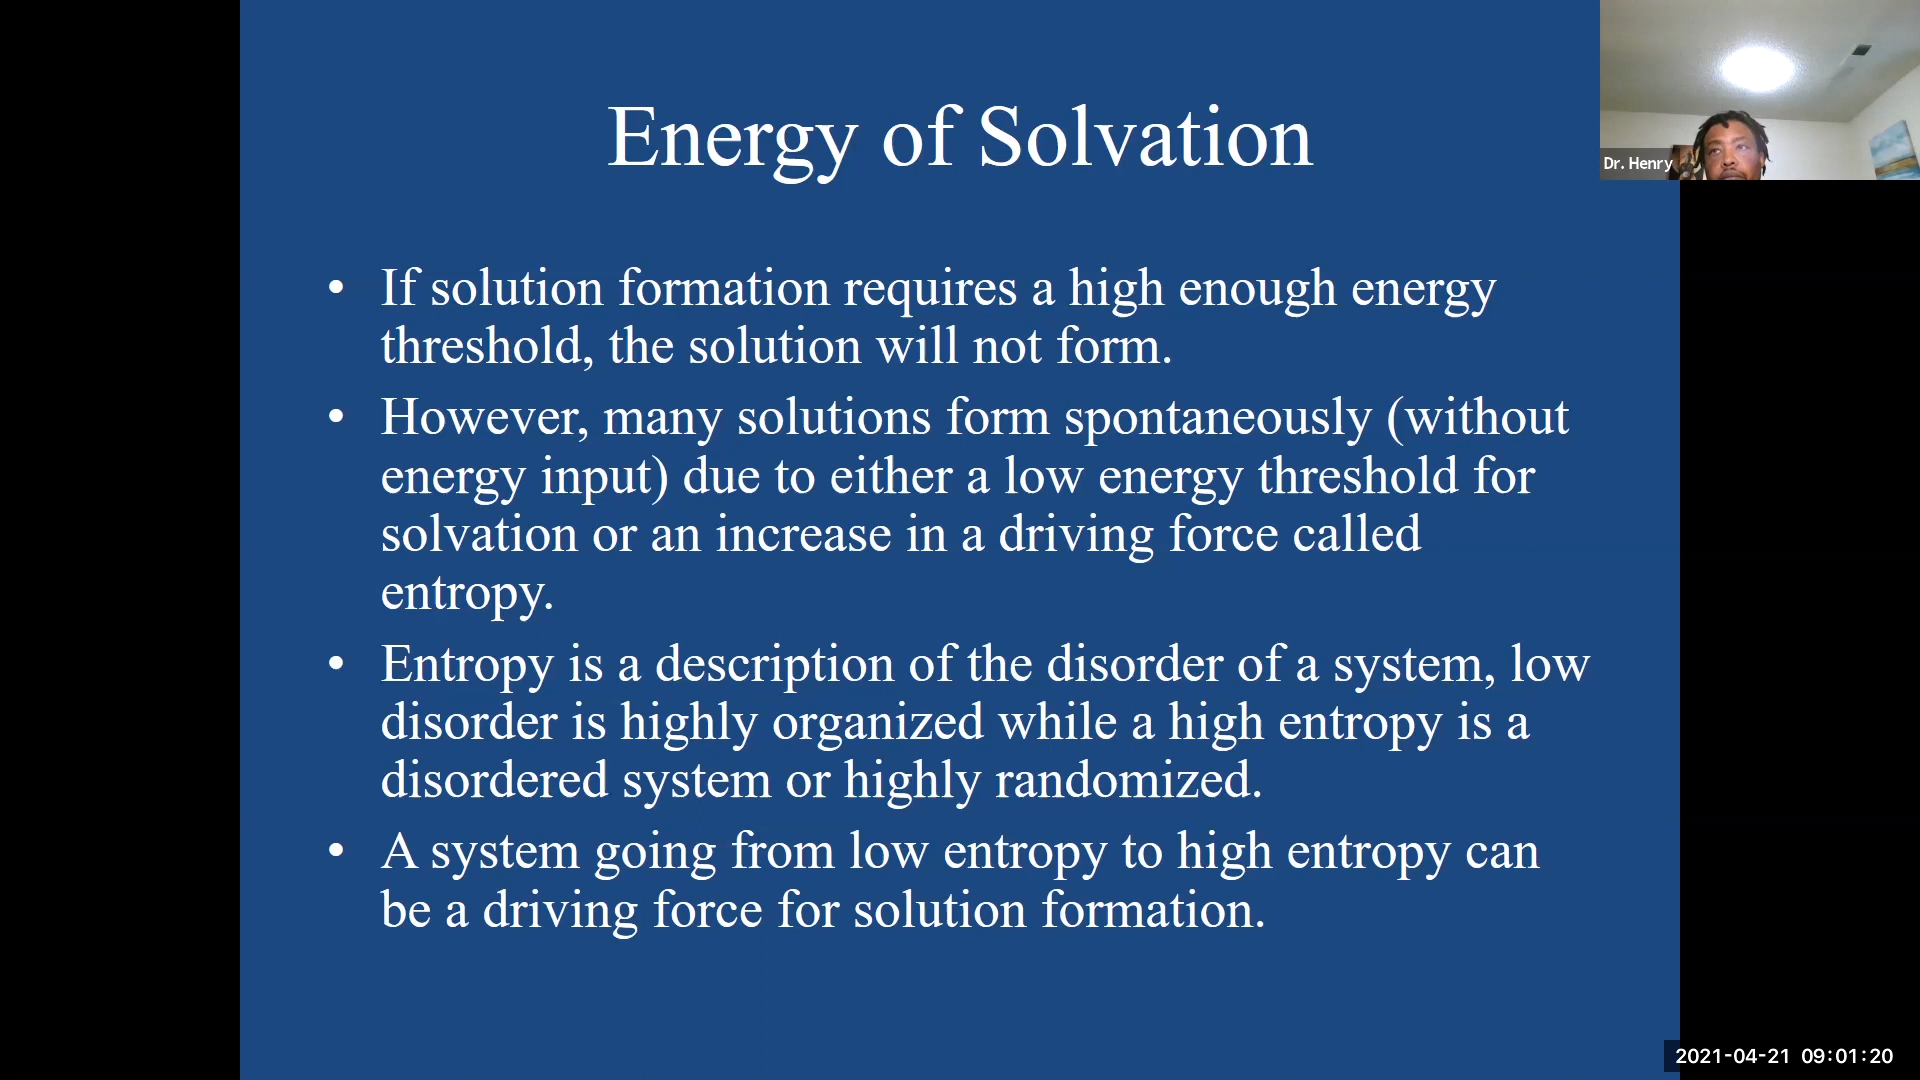 Energy of Solvation
Dr. Henry
• If solution formation requires a high enough energy
threshold, the solution will not form.
• However, many solutions form spontaneously (without
energy input) due to either a low energy threshold for
solvation or an increase in a driving force called
entropy.
• Entropy is a description of the disorder of a system, low
disorder is highly organized while a high entropy is a
disordered system or highly randomized.
• A system going from low entropy to high entropy can
be a driving force for solution formation.
2021-04-21 09:01:20